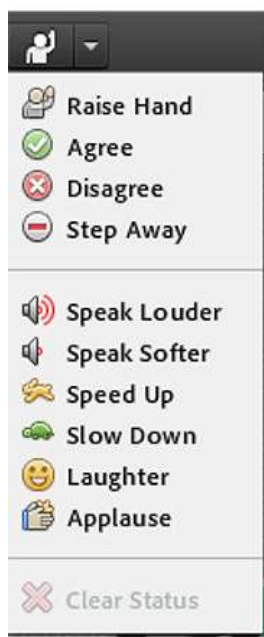 Raise Hand
Agree
Disagree
Step Away
Speak Louder
Speak Softer
Speed Up
Slow Down
Laughter
Applause
Clear Status